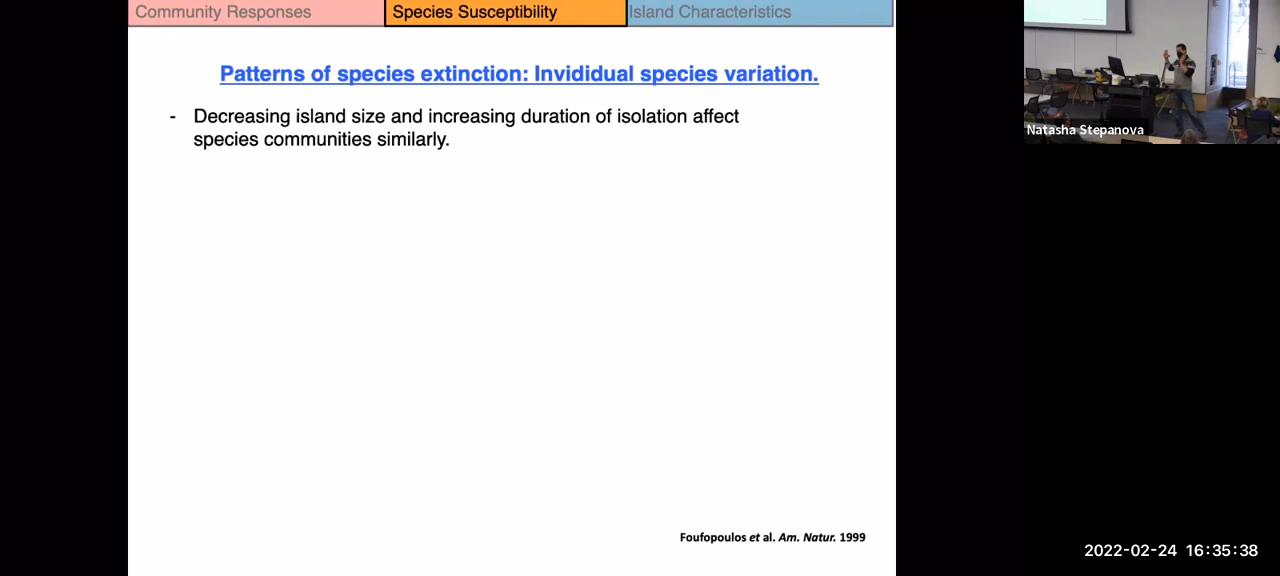 Community Responses
Species Susceptibility
Island Characteristics
Patterns of species extinction: Invididual species variation.
- Decreasing island size and increasing duration of isolation affect
species communities similarly.
Foufopoulos et al. Am. Natur. 1999
Natasha Stepanova
2022-02-24 16:35:38